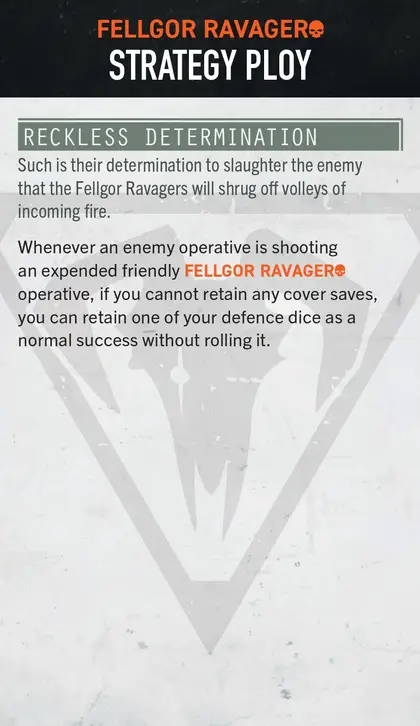 FELLGOR RAVAGER
STRATEGY PLOY
RECKLESS DETERMINATION
Such is their determination to slaughter the enemy
that the Fellgor Ravagers will shrug off volleys of
incoming fire.
Whenever an enemy operative is shooting
an expended friendly FELLGOR RAVAGER
operative, if you cannot retain any cover saves,
you can retain one of your defence dice as a
normal success without rolling it.